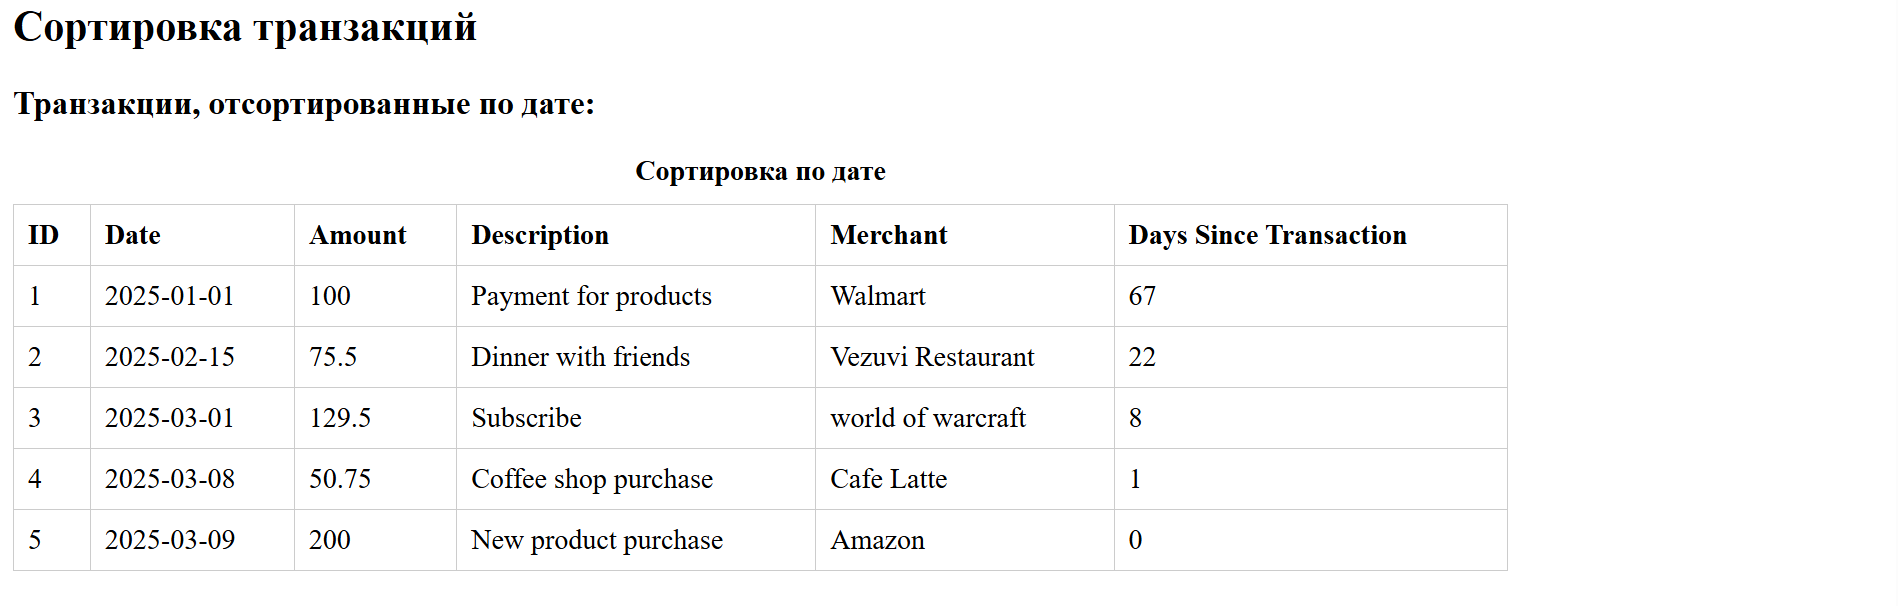 Сортировка транзакций
Транзакции, отсортированные по дате:
Сортировка по дате
ID Date Amount Description Merchant Days Since Transaction
1 2025-01-01 100 Payment for products Walmart 67
2 2025-02-15 75.5 Dinner with friends Vezuvi Restaurant 22
3 2025-03-01 129.5 Subscribe world of warcraft 8
4 2025-03-08 50.75 Coffee shop purchase Cafe Latte 1
5 2025-03-09 200 New product purchase Amazon 0